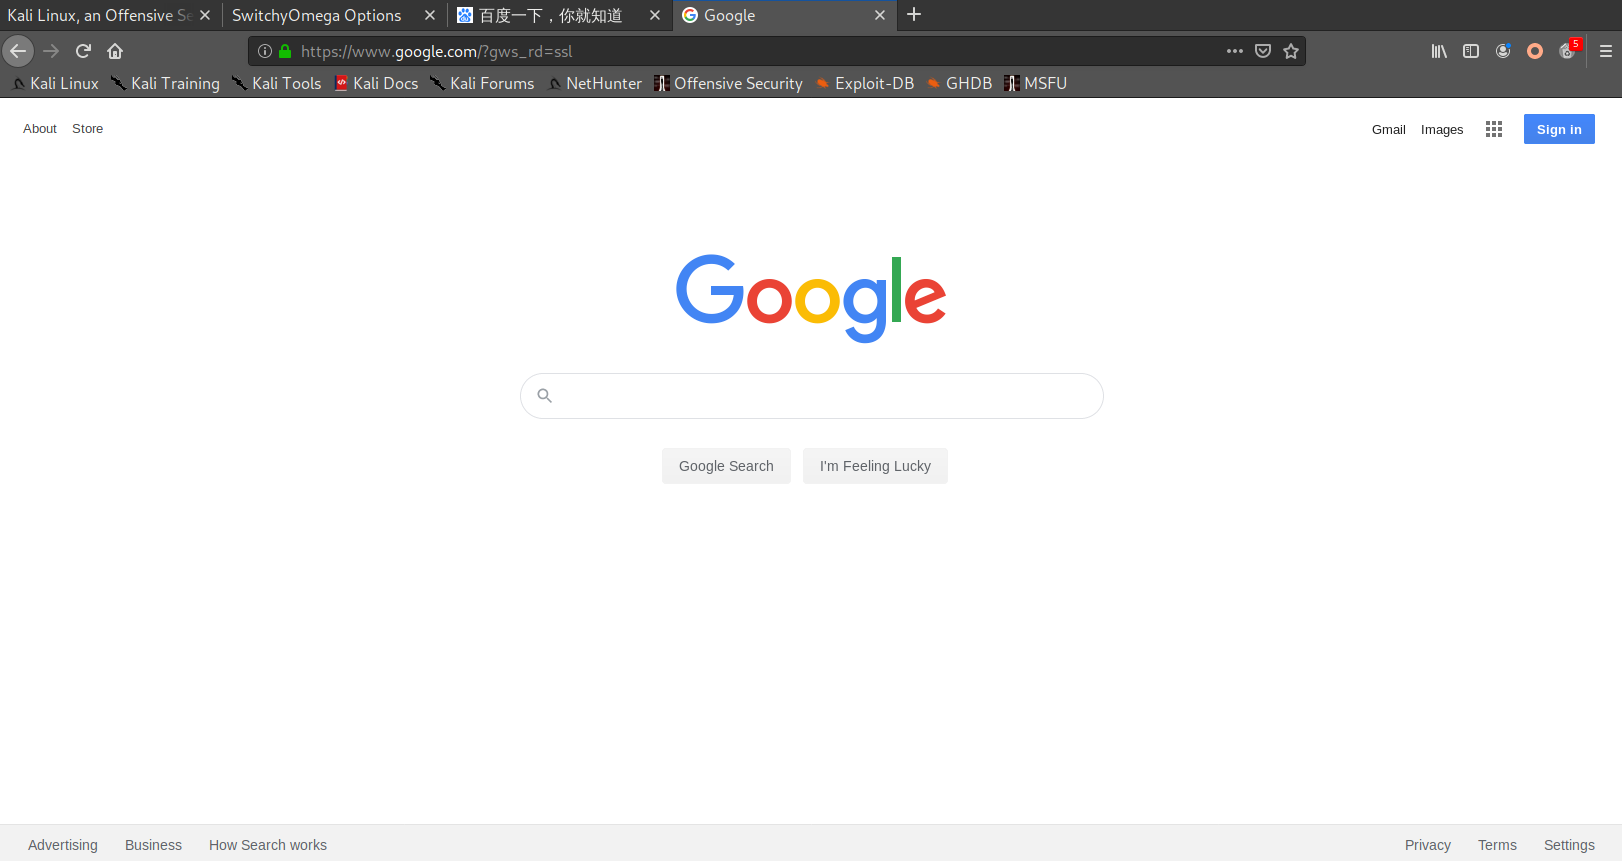 Kali Linux, an Offensive Se
SwitchyOmega Options
百度一下，你就知道
Google
https://www.google.com/?gws_rd=ssl
5
Kali Linux Kali Training Kali Tools Kali Docs Kali Forums NetHunter Offensive Security Exploit-DB GHDB MSFU
About Store Gmail Images Sign in
Google
Google Search I'm Feeling Lucky
Advertising Business How Search works Privacy Terms Settings